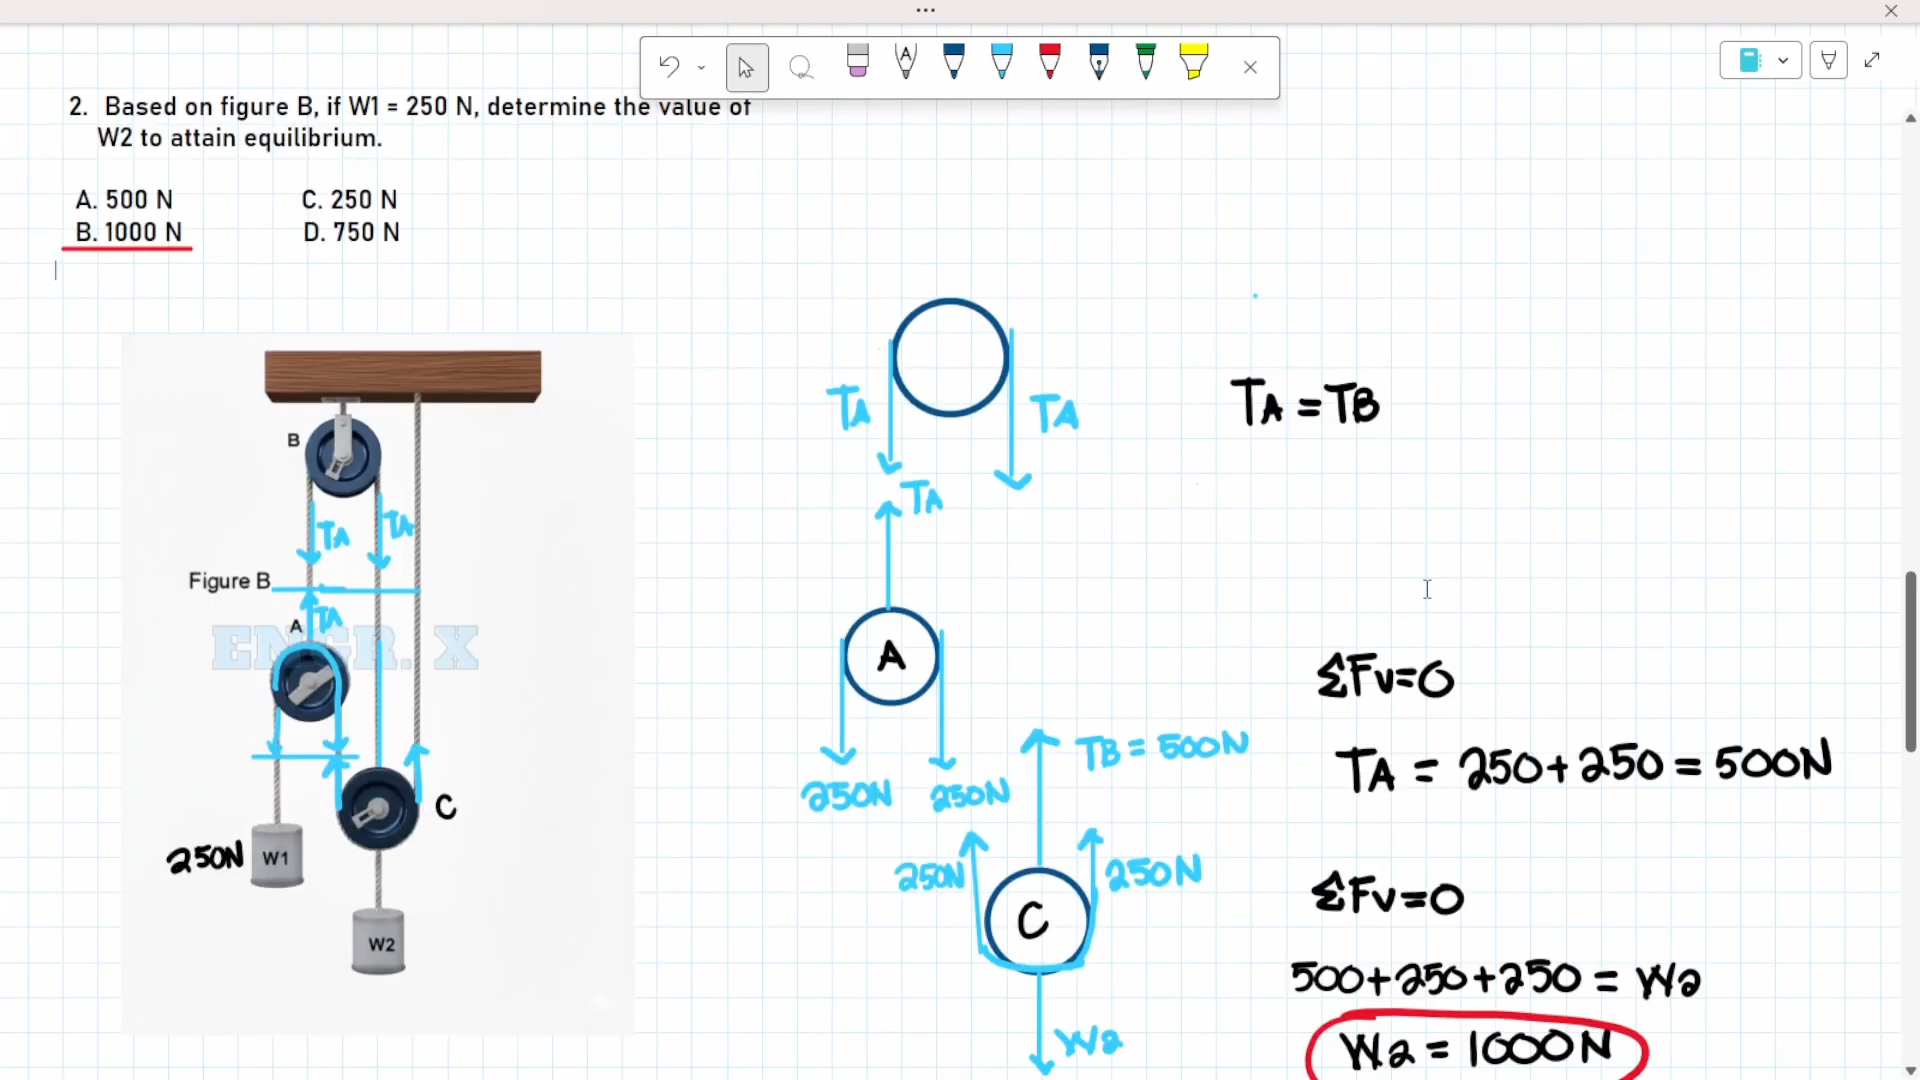 2. Based on figure B, if W1 = 250 N, determine the value of
W2 to attain equilibrium.
A. 500 N
C. 250 N
B. 1000 N
D. 750 N
A
B
TA
TA
Figure B
TA
A
ENGR. X
C
250N
W1
W2
TA
TA
TA = TB
TA
A
250N
250N
TB = 500N
250N
250N
C
W2
ΣFv=0
TA = 250+250 = 500N
ΣFv=0
500+250+250 = W2
W2 = 1000N